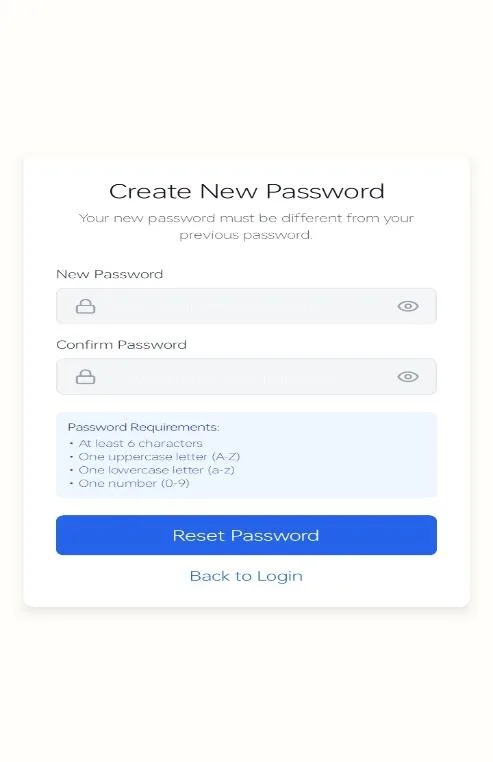 Create New Password
Your new password must be different from your
previous password.
New Password
Confirm Password
Password Requirements:
• At least 6 characters
• One uppercase letter (A-Z)
• One lowercase letter (a-z)
• One number (0-9)
Reset Password
Back to Login